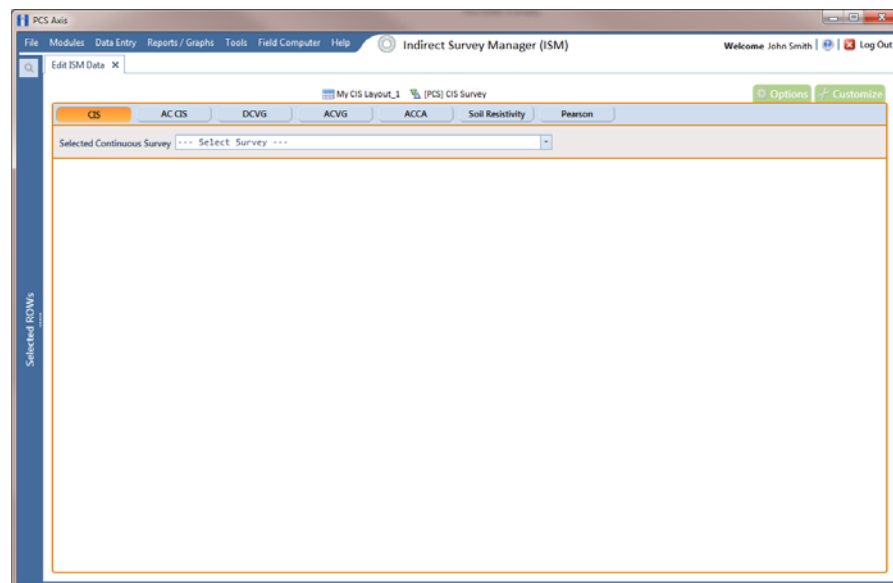 PCS Axis
File Modules Data Entry Reports / Graphs Tools Field Computer Help Indirect Survey Manager (ISM) Welcome John Smith | | Log Out
Edit ISM Data X
My CIS Layout_1 [PCS] CIS Survey Options Customize
CIS AC CIS DCVG ACVG ACCA Soil Resistivity Pearson
Selected Continuous Survey --- Select Survey ---
Selected ROWs